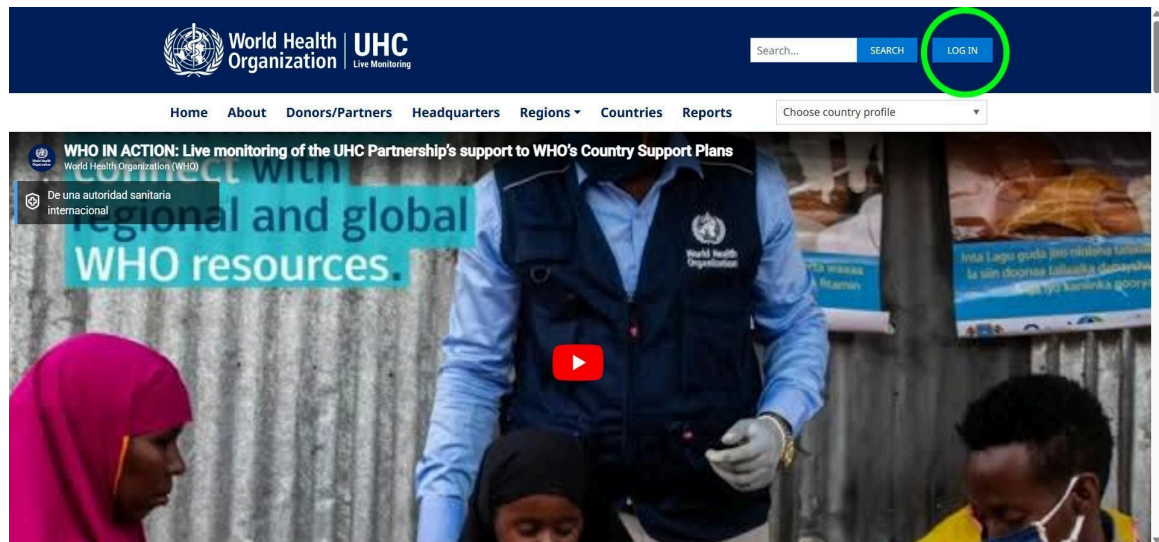 World Health
Organization
UHC
Live Monitoring
Search...
SEARCH
LOG IN
Home About Donors/Partners Headquarters Regions Countries Reports
Choose country profile
WHO IN ACTION: Live monitoring of the UHC Partnership's support to WHO's Country Support Plans
World Health Organization (WHO)
De una autoridad sanitaria
internacional
connect with
regional and global
WHO resources.
World Health
Organization